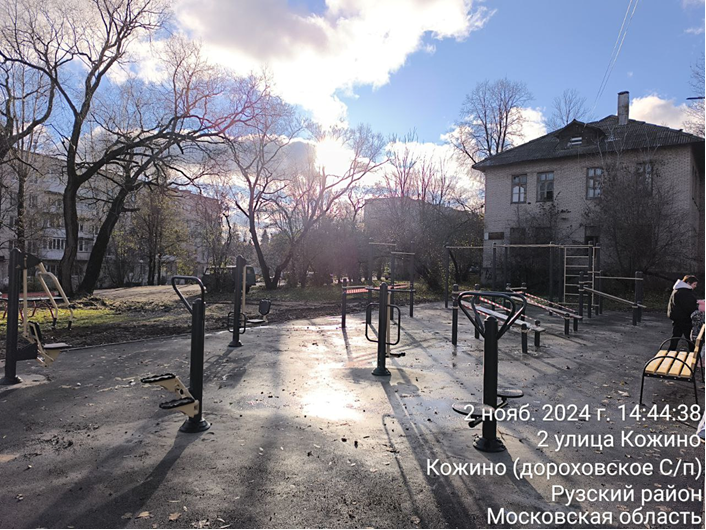 2 нояб. 2024 г. 14:44:38
2 улица Кожино
Кожино (дороховское С/п)
Рузский район
Московская область